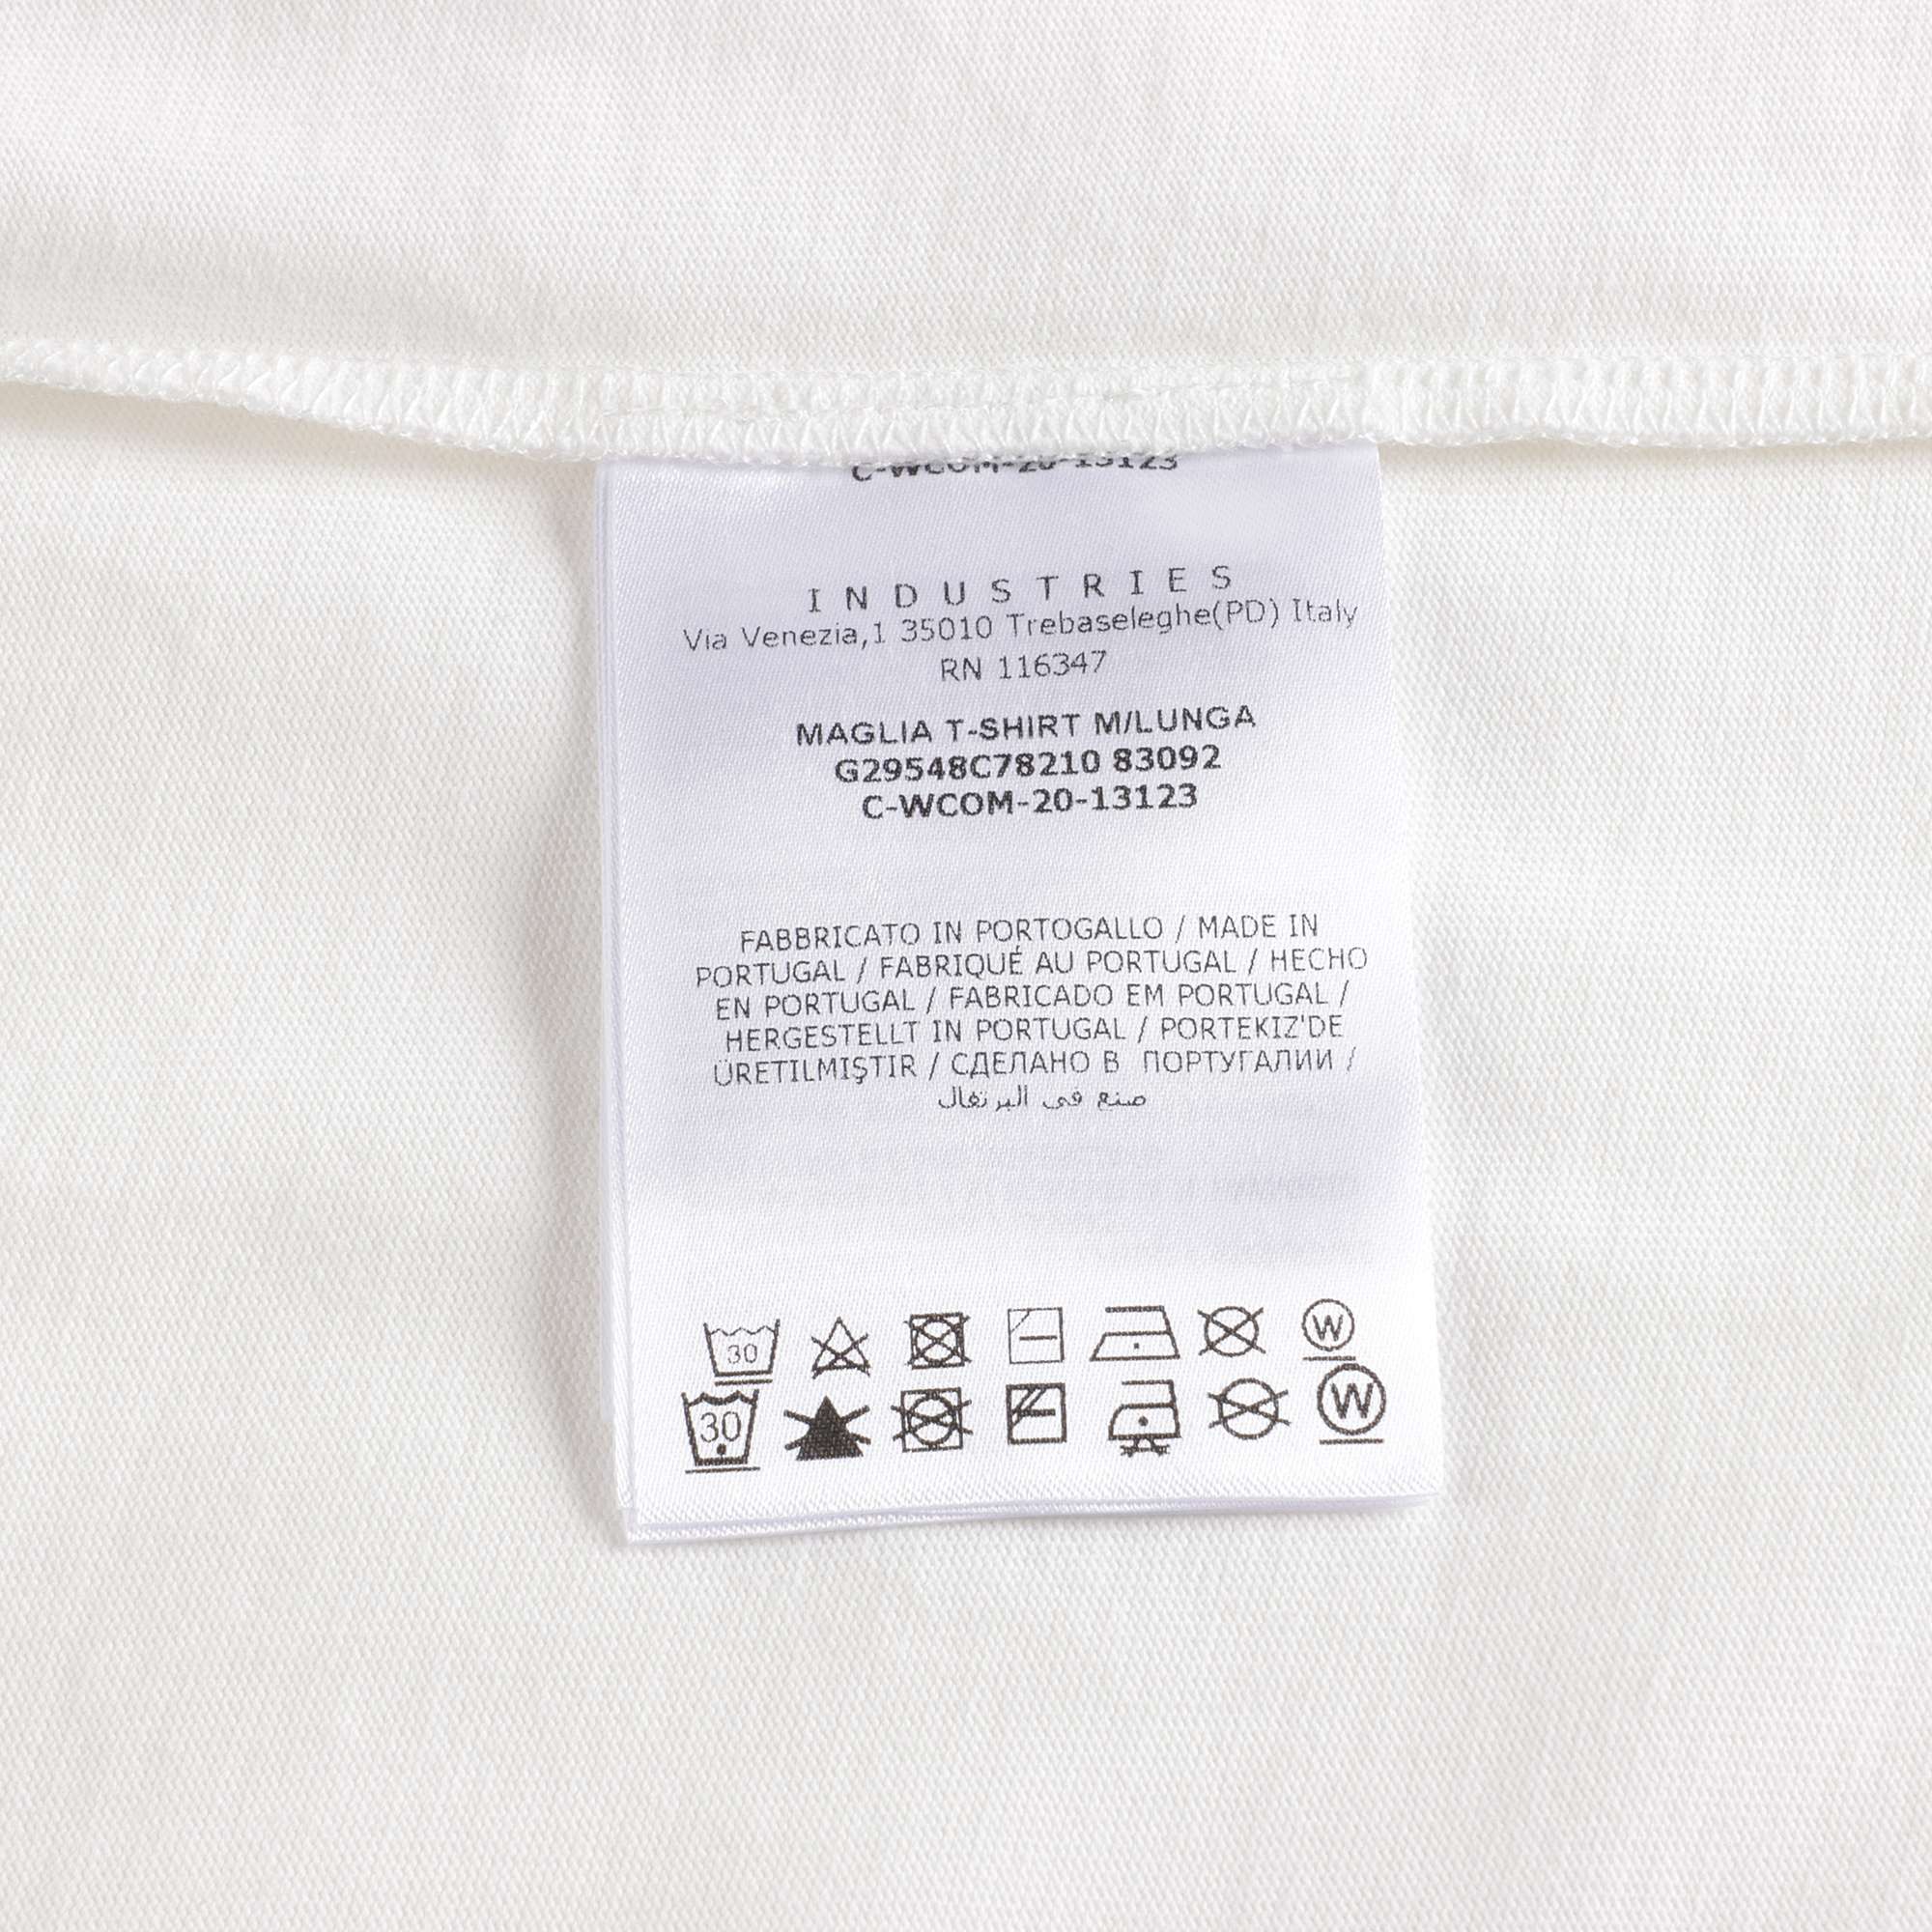 C-WCOM-20-13123
INDUSTRIES
Via Venezia,1 35010 Trebaseleghe(PD) Italy
RN 116347
MAGLIA T-SHIRT M/LUNGA
G29548C78210 83092
C-WCOM-20-13123
FABBRICATO IN PORTOGALLO / MADE IN
PORTUGAL / FABRIQUÉ AU PORTUGAL / HECHO
EN PORTUGAL / FABRICADO EM PORTUGAL /
HERGESTELLT IN PORTUGAL / PORTEKIZ'DE
ÜRETILMIŞTIR / СДЕЛАНО В ПОРТУГАЛИИ /
صنع في البرتغال
30 W
30 W